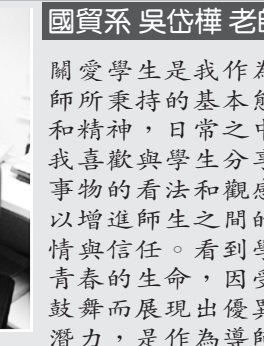 國貿系 吳岱樺 老
關愛學生是我作為
師所秉持的基本態
和精神，日常之中
我喜歡與學生分享
事物的看法和觀感
以增進師生之間的
情與信任。看到學
青春的生命，因受
鼓舞而展現出優異
潛力，是作為導師